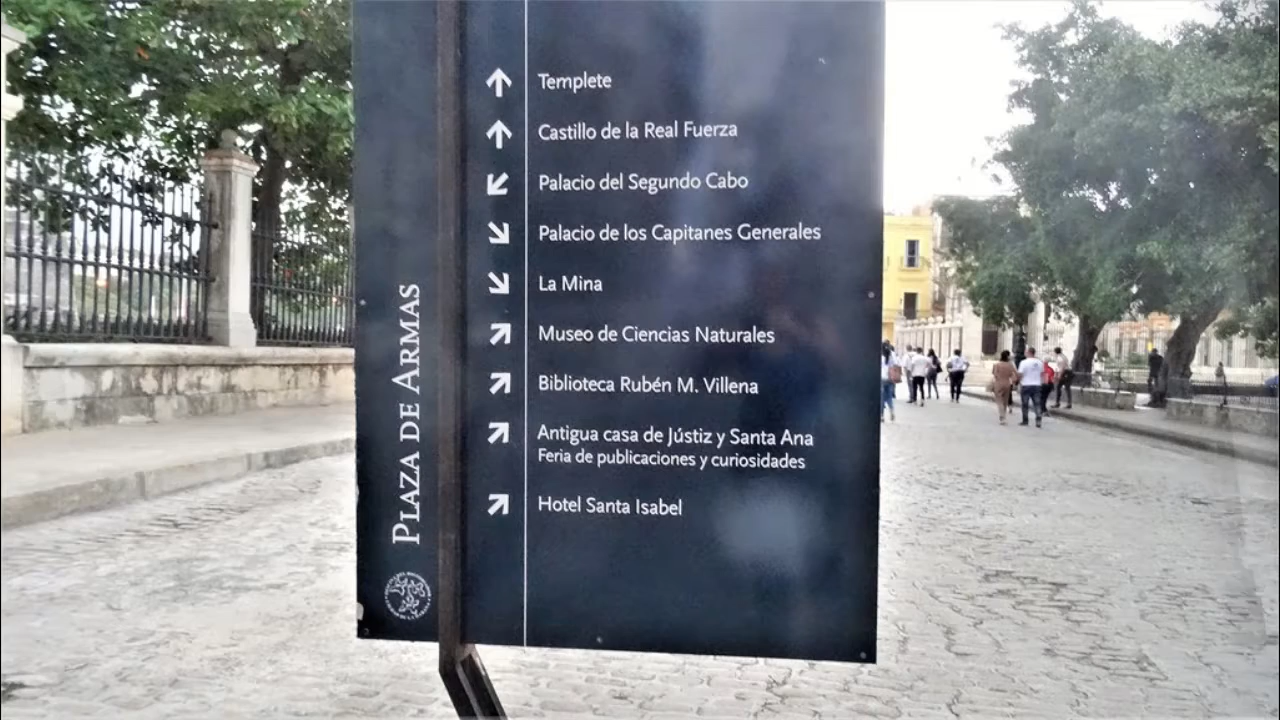 Templete
Castillo de la Real Fuerza
Palacio del Segundo Cabo
Palacio de los Capitanes Generales
La Mina
Museo de Ciencias Naturales
Biblioteca Rubén M. Villena
Antigua casa de Jústiz y Santa Ana
Feria de publicaciones y curiosidades
Hotel Santa Isabel
PLAZA DE ARMAS